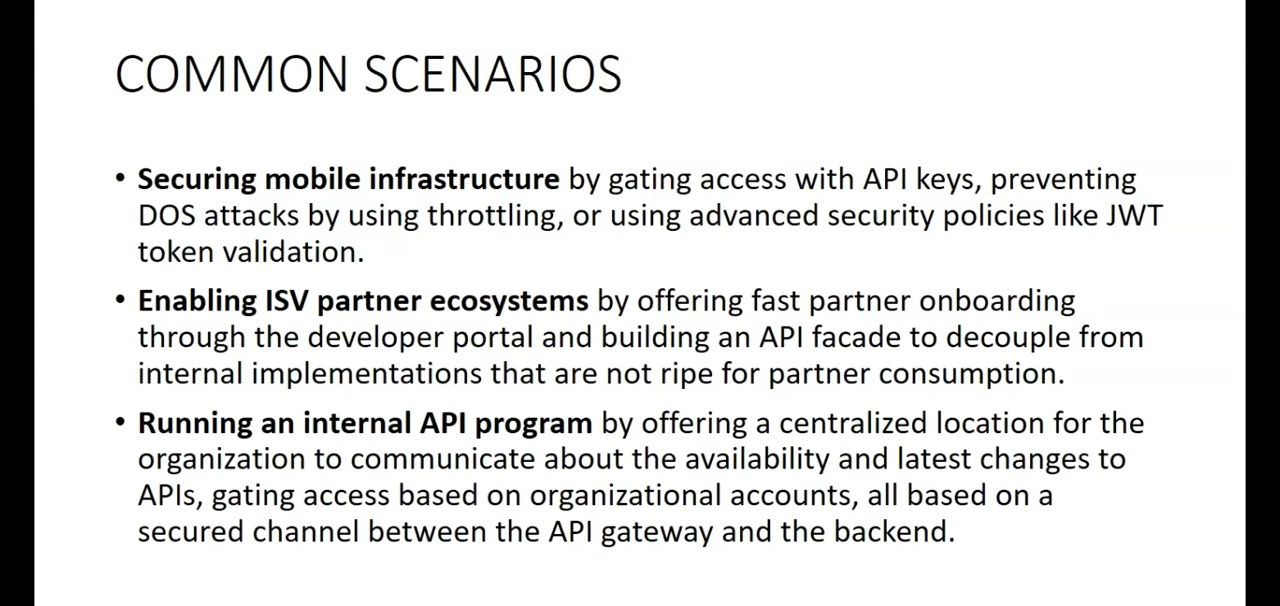 COMMON SCENARIOS
• Securing mobile infrastructure by gating access with API keys, preventing
DOS attacks by using throttling, or using advanced security policies like JWT
token validation.
• Enabling ISV partner ecosystems by offering fast partner onboarding
through the developer portal and building an API facade to decouple from
internal implementations that are not ripe for partner consumption.
• Running an internal API program by offering a centralized location for the
organization to communicate about the availability and latest changes to
APIs, gating access based on organizational accounts, all based on a
secured channel between the API gateway and the backend.